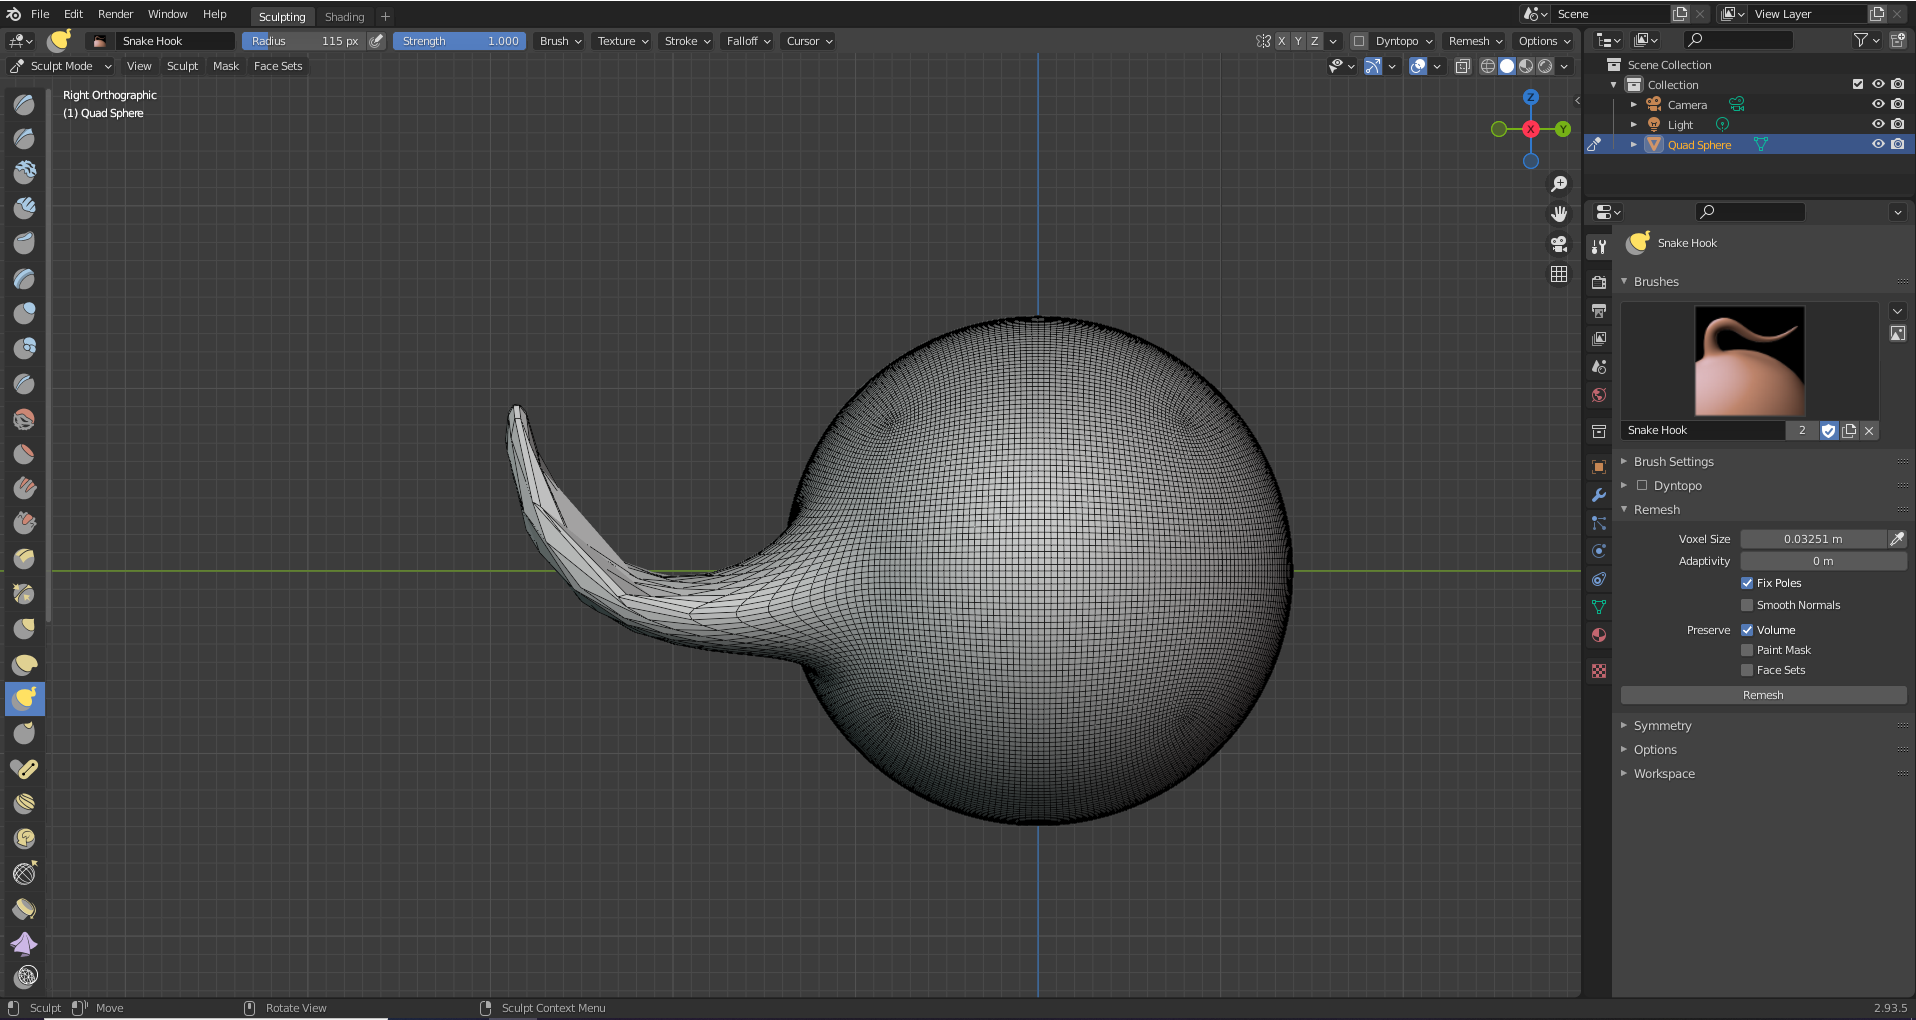 File Edit Render Window Help Sculpting Shading + Scene View Layer
Snake Hook Radius 115 px Strength 1.000 Brush Texture Stroke Falloff Cursor X Y Z Dyntopo Remesh Options
Sculpt Mode View Sculpt Mask Face Sets
Right Orthographic
(1) Quad Sphere
Z
X
Y
Scene Collection
Collection
Camera
Light
Quad Sphere
Snake Hook
Brushes
Snake Hook 2
Brush Settings
Dyntopo
Remesh
Voxel Size 0.03251 m
Adaptivity 0 m
Fix Poles
Smooth Normals
Preserve Volume
Paint Mask
Face Sets
Remesh
Symmetry
Options
Workspace
Sculpt Move Rotate View Sculpt Context Menu 2.93.5